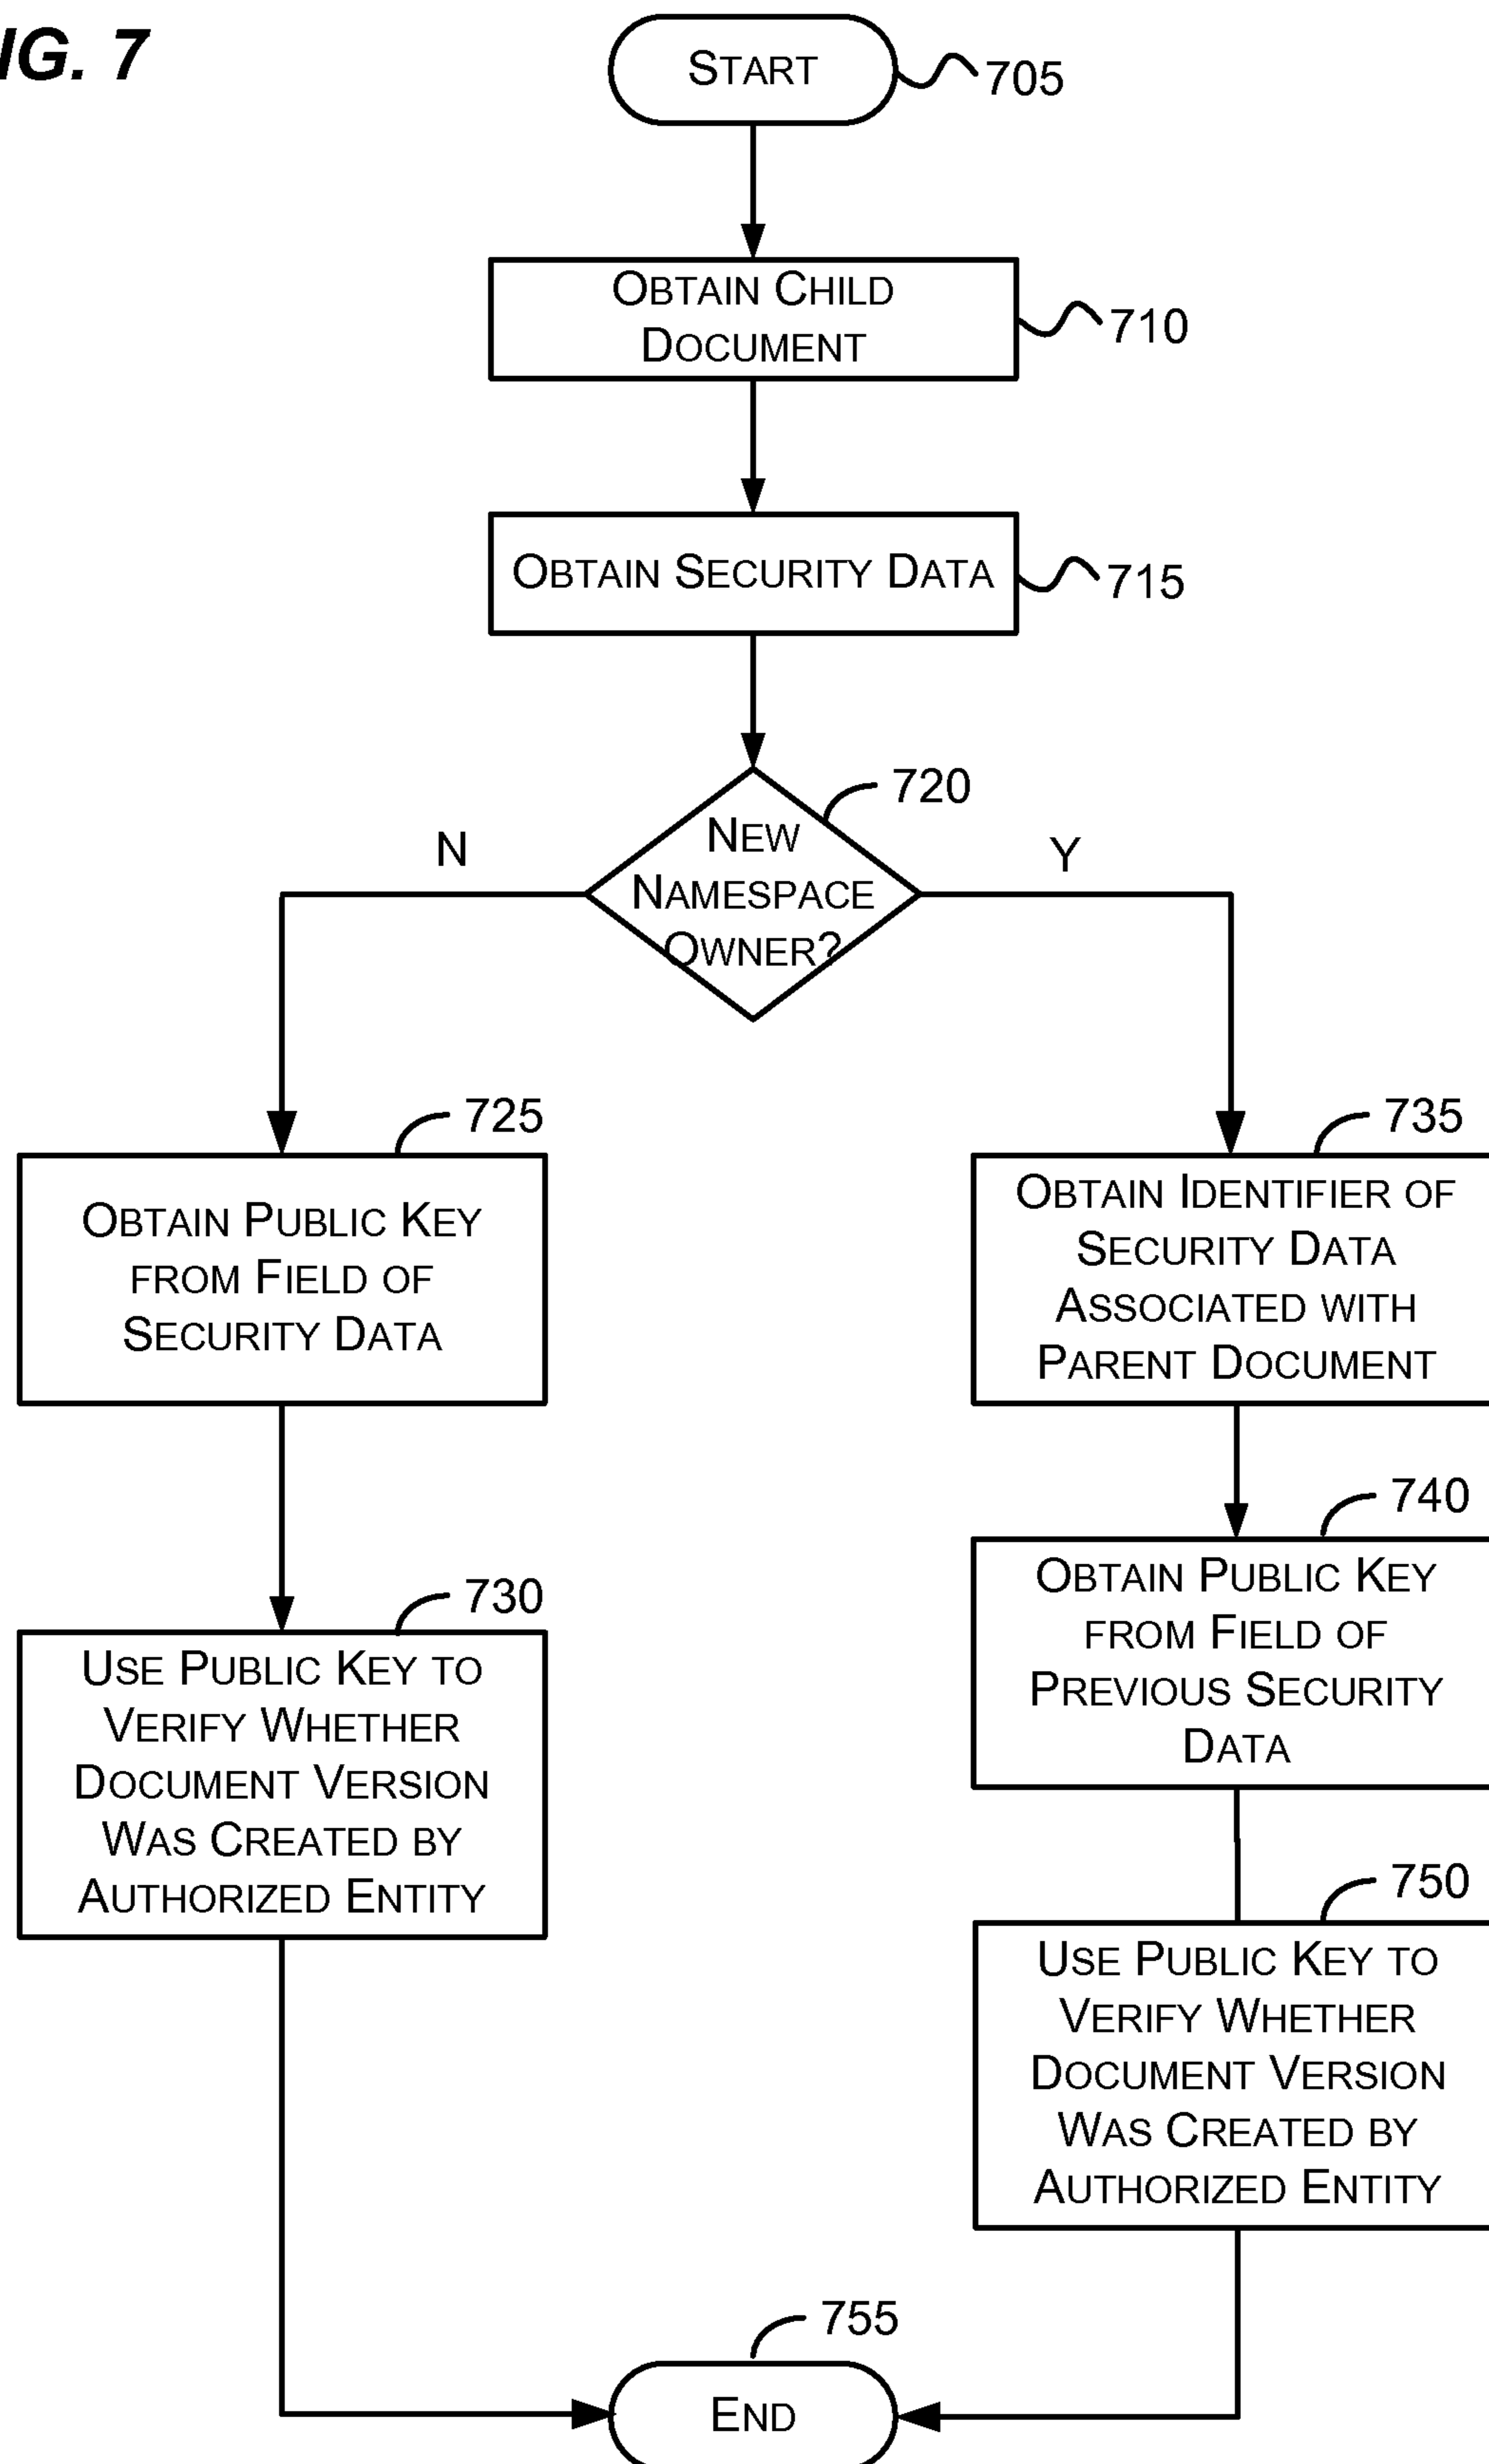 IG. 7
START
705
OBTAIN CHILD
DOCUMENT
710
OBTAIN SECURITY DATA
715
720
NEW
NAMESPACE
OWNER?
N
Y
725
OBTAIN PUBLIC KEY
FROM FIELD OF
SECURITY DATA
735
OBTAIN IDENTIFIER OF
SECURITY DATA
ASSOCIATED WITH
PARENT DOCUMENT
730
USE PUBLIC KEY TO
VERIFY WHETHER
DOCUMENT VERSION
WAS CREATED BY
AUTHORIZED ENTITY
740
OBTAIN PUBLIC KEY
FROM FIELD OF
PREVIOUS SECURITY
DATA
750
USE PUBLIC KEY TO
VERIFY WHETHER
DOCUMENT VERSION
WAS CREATED BY
AUTHORIZED ENTITY
755
END